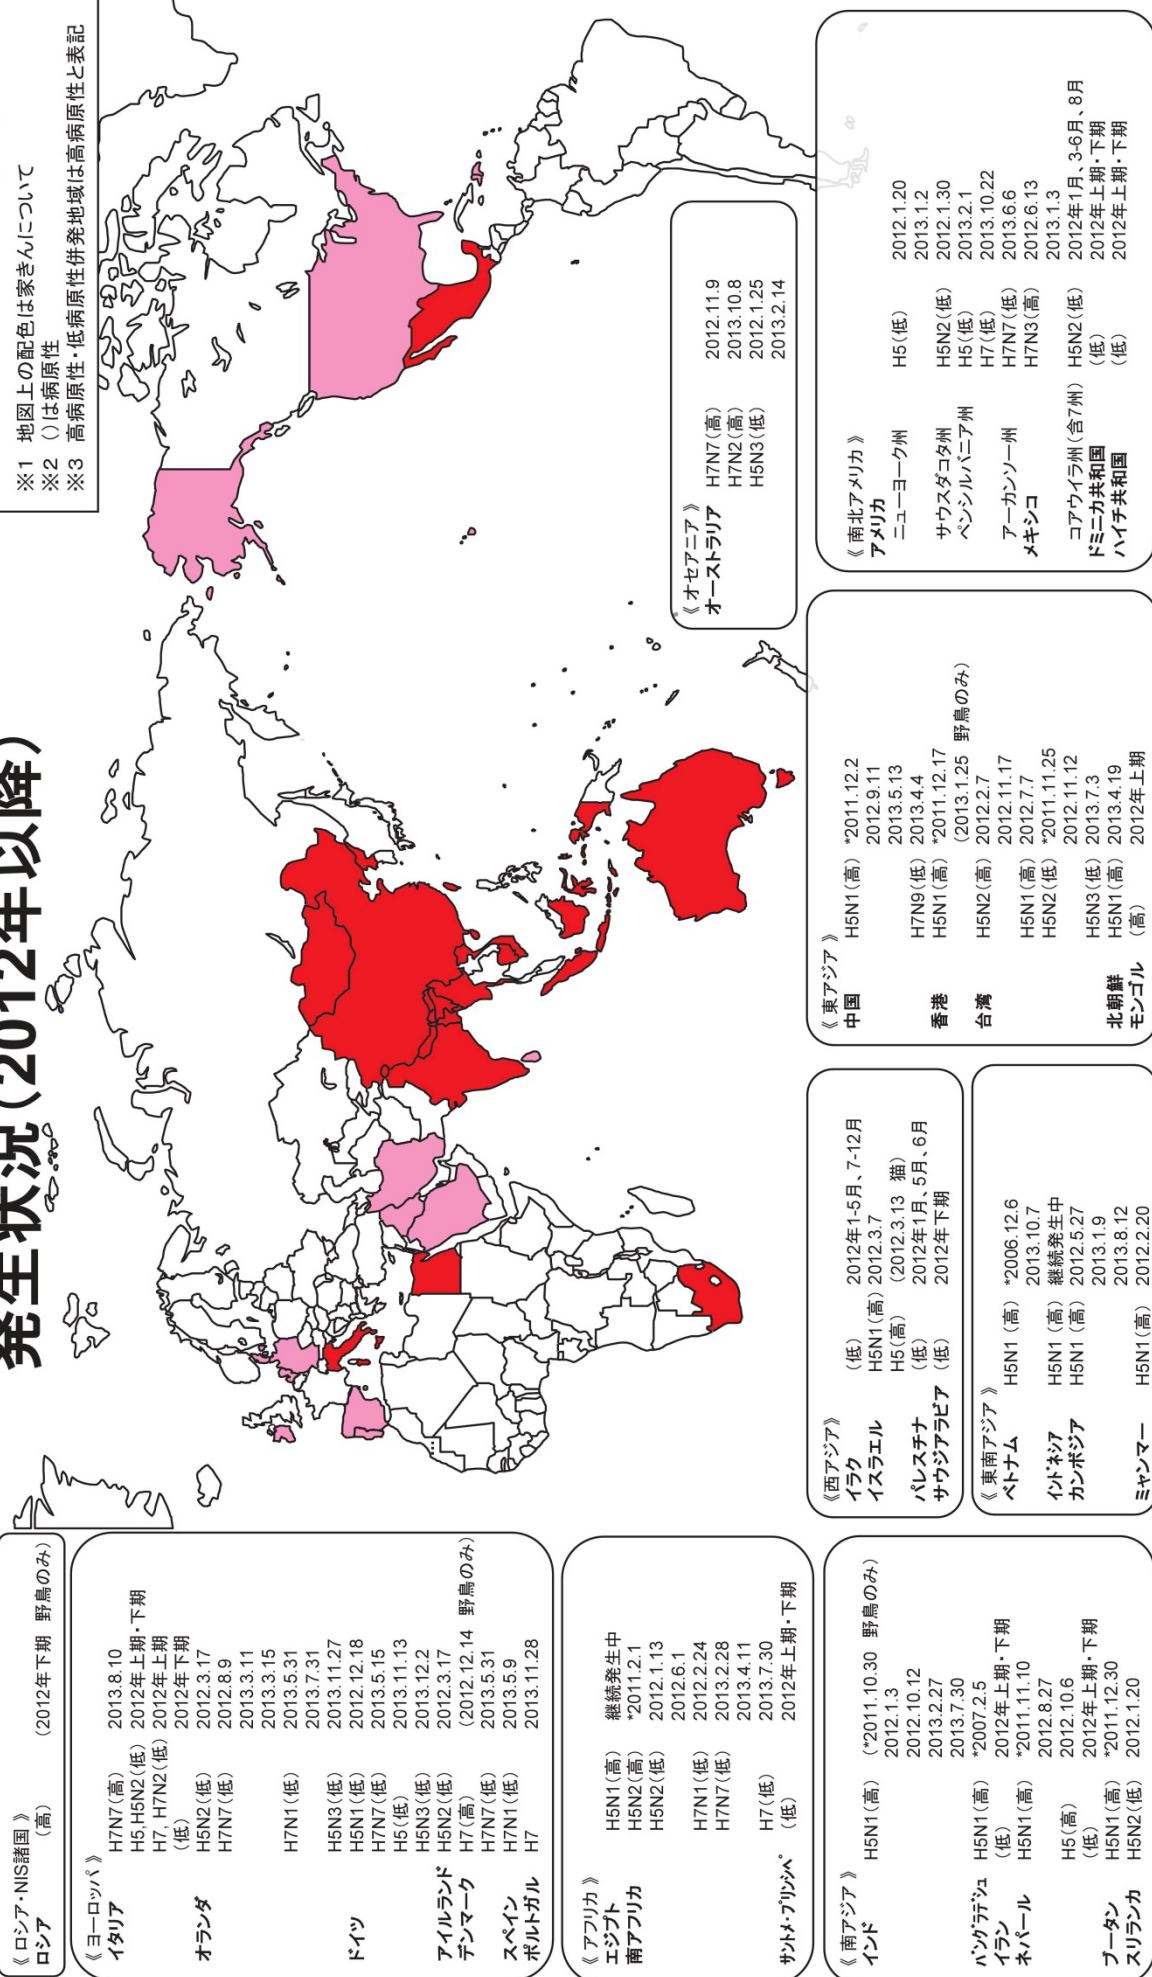 発生状況(2012年以降)
※1 地図上の配色は家きんについて
※2 ()は病原性
※3 高病原性・低病原性併発地域は高病原性と表記
《 ロシア・NIS諸国 》
ロシア (高) (2012年下期 野鳥のみ)
《 ヨーロッパ 》
イタリア H7N7(高) 2013.8.10
H5,H5N2(低) 2012年上期・下期
H7, H7N2(低) 2012年上期
(低) 2012年下期
オランダ H5N2(低) 2012.3.17
H7N7(低) 2012.8.9
2013.3.11
2013.3.15
H7N1(低) 2013.5.31
2013.7.31
H5N3(低) 2013.11.27
ドイツ H5N1(低) 2012.12.18
H7N7(低) 2013.5.15
H5(低) 2013.11.13
H5N3(低) 2013.12.2
アイルランド H5N2(低) 2012.3.17
デンマーク H7(高) (2012.12.14 野鳥のみ)
H7N7(低) 2013.5.31
スペイン H7N1(低) 2013.5.9
ポルトガル H7 2013.11.28
《 アフリカ 》
エジプト H5N1(高) 継続発生中
南アフリカ H5N2(高) *2011.2.1
H5N2(低) 2012.1.13
2012.6.1
H7N1(低) 2012.2.24
H7N7(低) 2013.2.28
2013.4.11
H7(低) 2013.7.30
サントメ・プリンシペ (低) 2012年上期・下期
《 南アジア 》
インド H5N1(高) (*2011.10.30 野鳥のみ)
2012.1.3
2012.10.12
2013.2.27
2013.7.30
バングラデシュ H5N1(高) *2007.2.5
イラン (低) 2012年上期・下期
ネパール H5N1(高) *2011.11.10
2012.8.27
H5(高) 2012.10.6
(低) 2012年上期・下期
ブータン H5N1(高) *2011.12.30
スリランカ H5N2(低) 2012.1.20
《西アジア》
イラク (低) 2012年1-5月、7-12月
イスラエル H5N1(高) 2012.3.7
H5(高) (2012.3.13 猫)
パレスチナ (低) 2012年1月、5月、6月
サウジアラビア (低) 2012年下期
《 東南アジア 》
ベトナム H5N1 (高) *2006.12.6
2013.10.7
インドネシア H5N1 (高) 継続発生中
カンボジア H5N1 (高) 2012.5.27
2013.1.9
2013.8.12
ミャンマー H5N1(高) 2012.2.20
《 東アジア 》
中国 H5N1 (高) *2011.12.2
2012.9.11
2013.5.13
H7N9(低) 2013.4.4
香港 H5N1(高) *2011.12.17
(2013.11.25 野鳥のみ)
台湾 H5N2(高) 2012.2.7
2012.11.17
H5N1(高) 2012.7.7
H5N2(低) *2011.11.25
2012.11.12
H5N3(低) 2013.7.3
北朝鮮 H5N1(高) 2013.4.19
モンゴル (高) 2012年上期
《 オセアニア 》
オーストラリア H7N7(高) 2012.11.9
H7N2(高) 2013.10.8
H5N3(低) 2012.1.25
2013.2.14
《 南北アメリカ 》
アメリカ
ニューヨーク州 H5(低) 2012.1.20
2013.1.2
サウスダコタ州 H5N2(低) 2012.1.30
ペンシルバニア州 H5(低) 2013.2.1
H7(低) 2013.10.22
アーカンソー州 H7N7(低) 2013.6.6
メキシコ H7N3(高) 2012.6.13
2013.1.3
コアウイラ州(含7州) H5N2(低) 2012年1月、3-6月、8月
ドミニカ共和国 (低) 2012年上期・下期
ハイチ共和国 (低) 2012年上期・下期